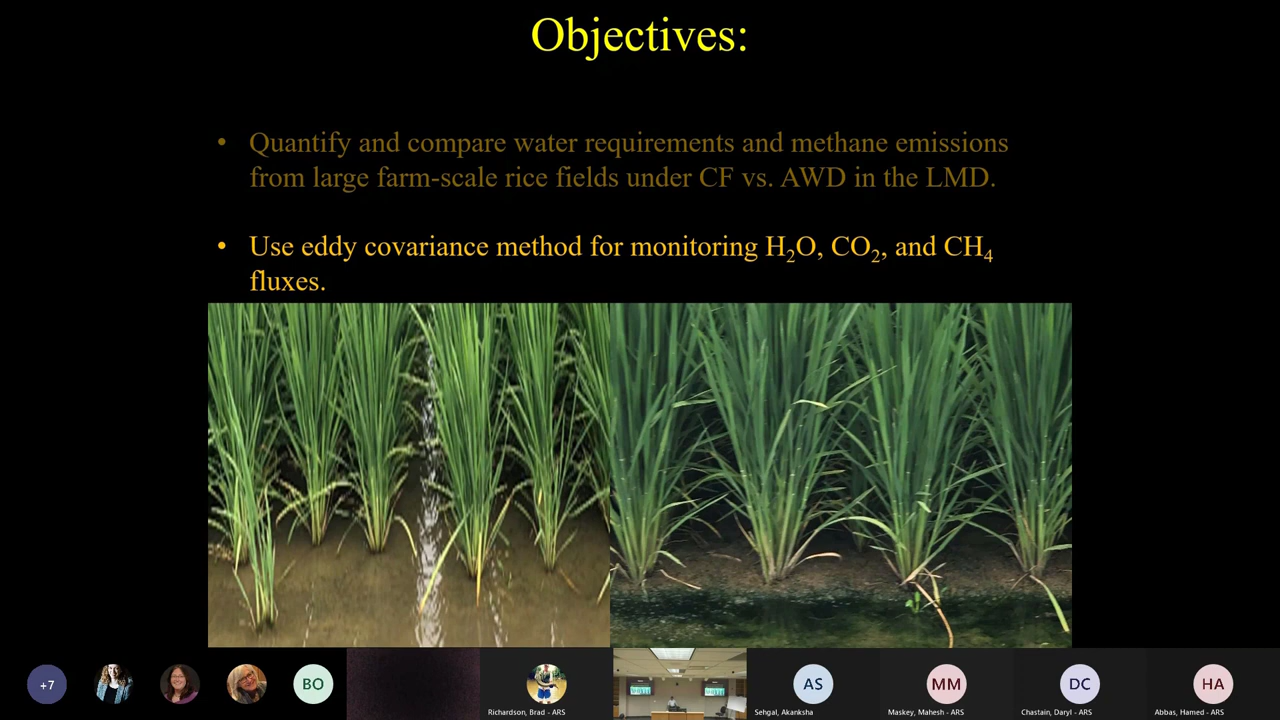 Objectives:
• Quantify and compare water requirements and methane emissions
from large farm-scale rice fields under CF vs. AWD in the LMD.
• Use eddy covariance method for monitoring H₂O, CO₂, and CH₄
fluxes.
+7
BO
Richardson, Brad - ARS
AS
Sehgal, Akanksha
MM
Maskey, Mahesh - ARS
DC
Chastain, Daryl - ARS
HA
Abbas, Hamed - ARS